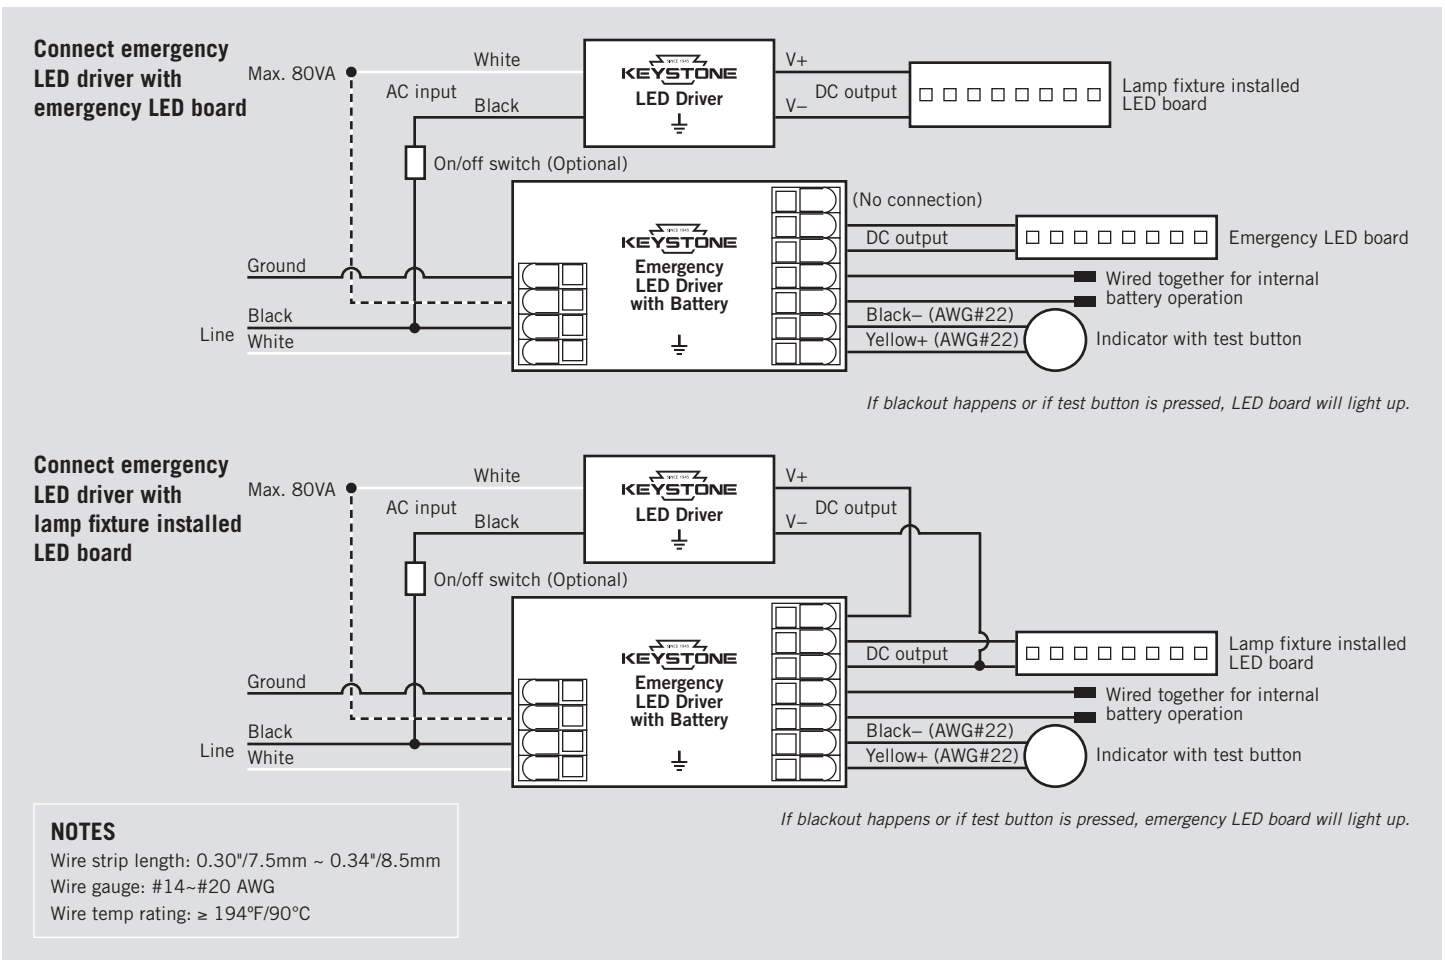 Connect emergency
LED driver with
emergency LED board
Max. 80VA
White
AC input
Black
SINCE 1945
KEYSTONE
LED Driver
V+
DC output
V–
Lamp fixture installed
LED board
On/off switch (Optional)
SINCE 1945
KEYSTONE
Emergency
LED Driver
with Battery
(No connection)
DC output
Emergency LED board
Ground
Wired together for internal
battery operation
Line
Black
White
Black– (AWG#22)
Yellow+ (AWG#22)
Indicator with test button
If blackout happens or if test button is pressed, LED board will light up.
Connect emergency
LED driver with
lamp fixture installed
LED board
Max. 80VA
White
AC input
Black
SINCE 1945
KEYSTONE
LED Driver
V+
DC output
V–
On/off switch (Optional)
SINCE 1945
KEYSTONE
Emergency
LED Driver
with Battery
DC output
Lamp fixture installed
LED board
Ground
Wired together for internal
battery operation
Line
Black
White
Black– (AWG#22)
Yellow+ (AWG#22)
Indicator with test button
If blackout happens or if test button is pressed, emergency LED board will light up.
NOTES
Wire strip length: 0.30"/7.5mm ~ 0.34"/8.5mm
Wire gauge: #14~#20 AWG
Wire temp rating: ≥ 194ºF/90°C